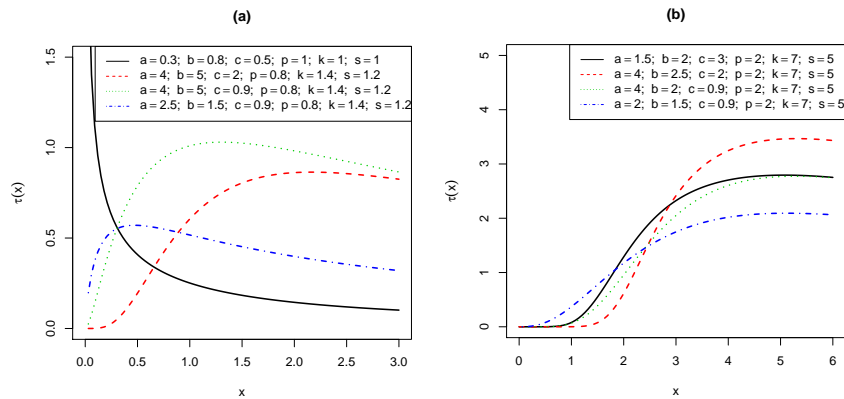 (a)
a = 0.3; b = 0.8; c = 0.5; p = 1; k = 1; s = 1
a = 4; b = 5; c = 2; p = 0.8; k = 1.4; s = 1.2
a = 4; b = 5; c = 0.9; p = 0.8; k = 1.4; s = 1.2
a = 2.5; b = 1.5; c = 0.9; p = 0.8; k = 1.4; s = 1.2
1.5
1.0
0.5
0.0
τ(x)
0.0 0.5 1.0 1.5 2.0 2.5 3.0
x
(b)
a = 1.5; b = 2; c = 3; p = 2; k = 7; s = 5
a = 4; b = 2.5; c = 2; p = 2; k = 7; s = 5
a = 4; b = 2; c = 0.9; p = 2; k = 7; s = 5
a = 2; b = 1.5; c = 0.9; p = 2; k = 7; s = 5
5
4
3
2
1
0
τ(x)
0 1 2 3 4 5 6
x